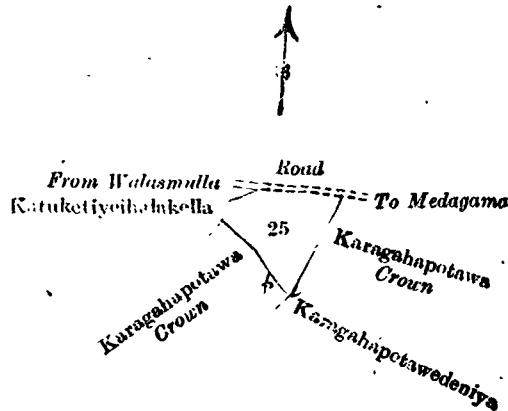 Road
From Walasmulla
To Medagama
Katuketiyeihalakella
25
Karagahapotawa
Crown
Karagahapotawa
Crown
Karagahapotawedeniya